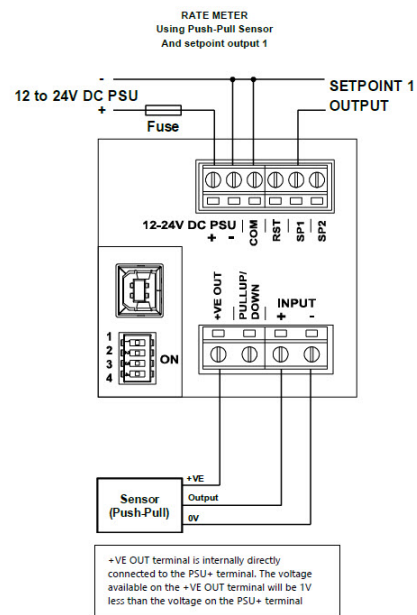 RATE METER
Using Push-Pull Sensor
And setpoint output 1
-
12 to 24V DC PSU
+
Fuse
SETPOINT 1
OUTPUT
12-24V DC PSU
+ -
COM
RST
SP1
SP2
+VE OUT
PULLUP/
DOWN
INPUT
+ -
1
2
3
4
ON
+VE
Sensor
(Push-Pull)
Output
0V
+VE OUT terminal is internally directly
connected to the PSU+ terminal. The voltage
available on the +VE OUT terminal will be 1V
less than the voltage on the PSU+ terminal